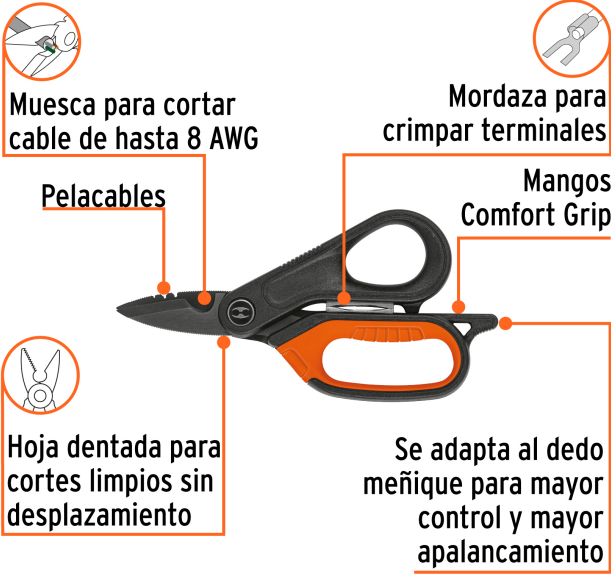 Muesca para cortar
cable de hasta 8 AWG
Mordaza para
crimpar terminales
Pelacables
Mangos
Comfort Grip
Hoja dentada para
cortes limpios sin
desplazamiento
Se adapta al dedo
meñique para mayor
control y mayor
apalancamiento